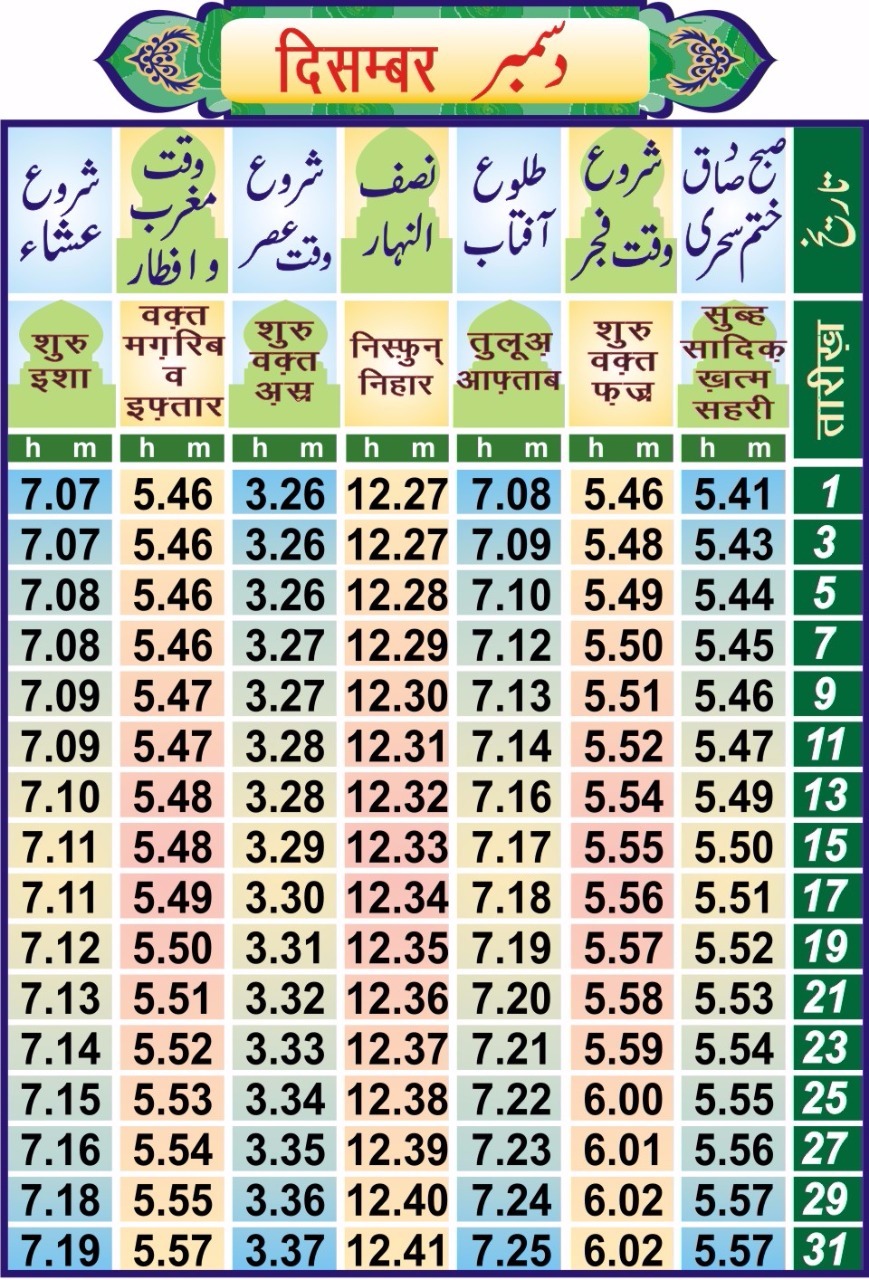 दिसम्बर دسمبر
شروع عشاء
وقت مغرب و افطار
شروع وقت عصر
نصف النہار
طلوع آفتاب
شروع وقت فجر
صبح صادق ختم سحری
تاریخ
शुरु इशा
वक़्त मग़रिब व इफ़्तार
शुरु वक़्त अ़स्र
निस्फ़ुन् निहार
तुलूअ़ आफ़्ताब
शुरु वक़्त फ़ज्र
सुब्ह सादिक़ ख़त्म सहरी
तारीख़
h m h m h m h m h m h m h m
7.07 5.46 3.26 12.27 7.08 5.46 5.41 1
7.07 5.46 3.26 12.27 7.09 5.48 5.43 3
7.08 5.46 3.26 12.28 7.10 5.49 5.44 5
7.08 5.46 3.27 12.29 7.12 5.50 5.45 7
7.09 5.47 3.27 12.30 7.13 5.51 5.46 9
7.09 5.47 3.28 12.31 7.14 5.52 5.47 11
7.10 5.48 3.28 12.32 7.16 5.54 5.49 13
7.11 5.48 3.29 12.33 7.17 5.55 5.50 15
7.11 5.49 3.30 12.34 7.18 5.56 5.51 17
7.12 5.50 3.31 12.35 7.19 5.57 5.52 19
7.13 5.51 3.32 12.36 7.20 5.58 5.53 21
7.14 5.52 3.33 12.37 7.21 5.59 5.54 23
7.15 5.53 3.34 12.38 7.22 6.00 5.55 25
7.16 5.54 3.35 12.39 7.23 6.01 5.56 27
7.18 5.55 3.36 12.40 7.24 6.02 5.57 29
7.19 5.57 3.37 12.41 7.25 6.02 5.57 31